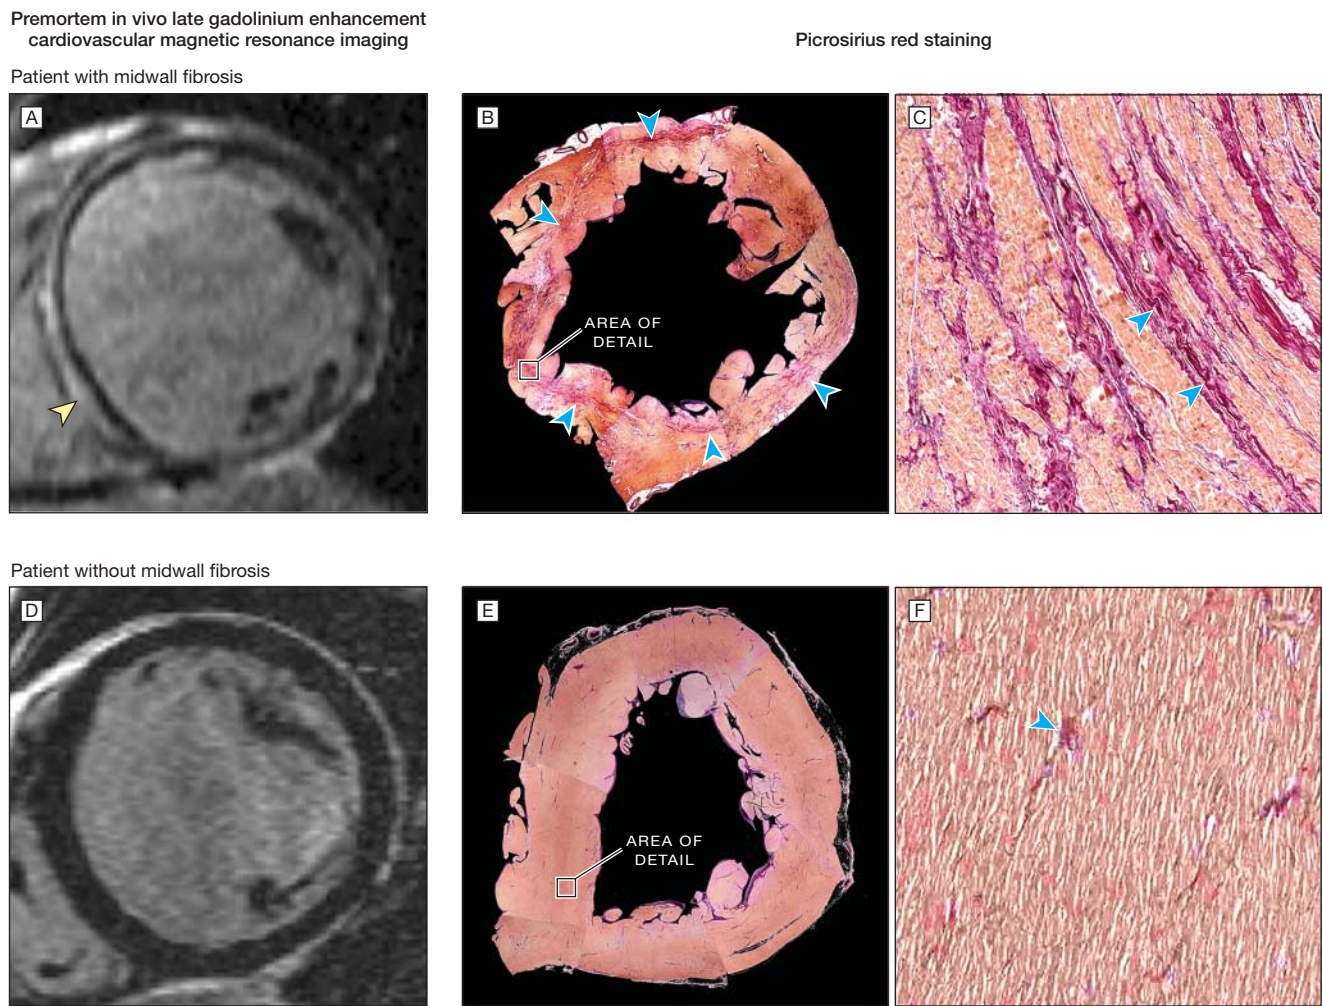 Premortem in vivo late gadolinium enhancement
cardiovascular magnetic resonance imaging
Picrosirius red staining
Patient with midwall fibrosis
A
B
AREA OF
DETAIL
C
Patient without midwall fibrosis
D
E
AREA OF
DETAIL
F